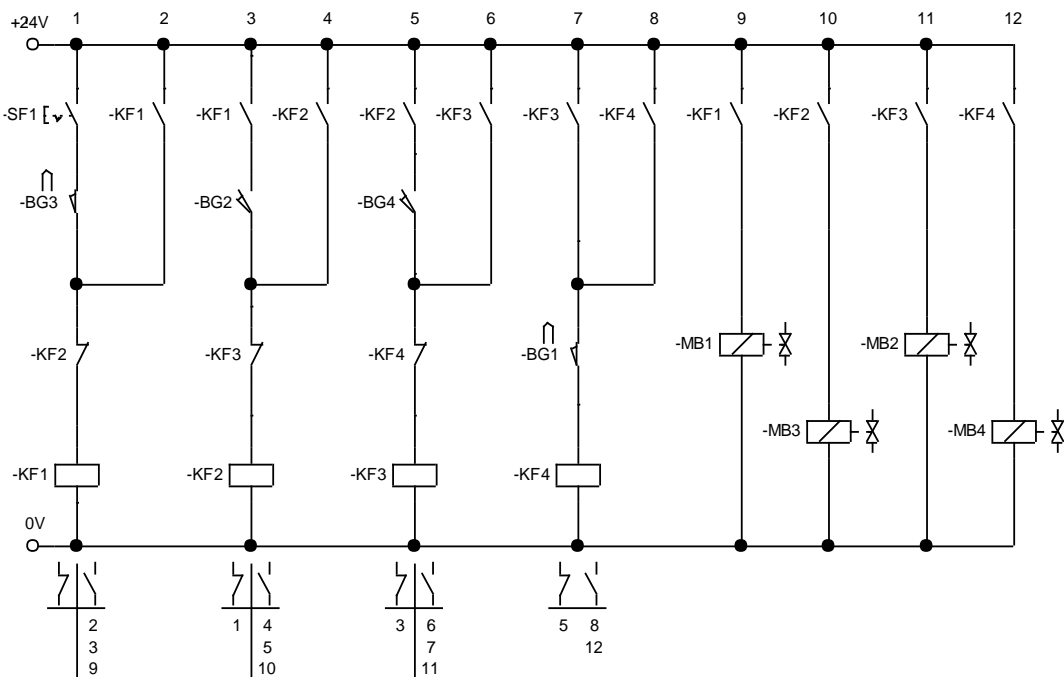 +24V 1 2 3 4 5 6 7 8 9 10 11 12
-SF1 -KF1 -KF1 -KF2 -KF2 -KF3 -KF3 -KF4 -KF1 -KF2 -KF3 -KF4
-BG3 -BG2 -BG4
-KF2 -KF3 -KF4 -BG1 -MB1 -MB2
-MB3 -MB4
-KF1 -KF2 -KF3 -KF4
0V
2 1 4 3 6 5 8
3 5 7 12
9 10 11